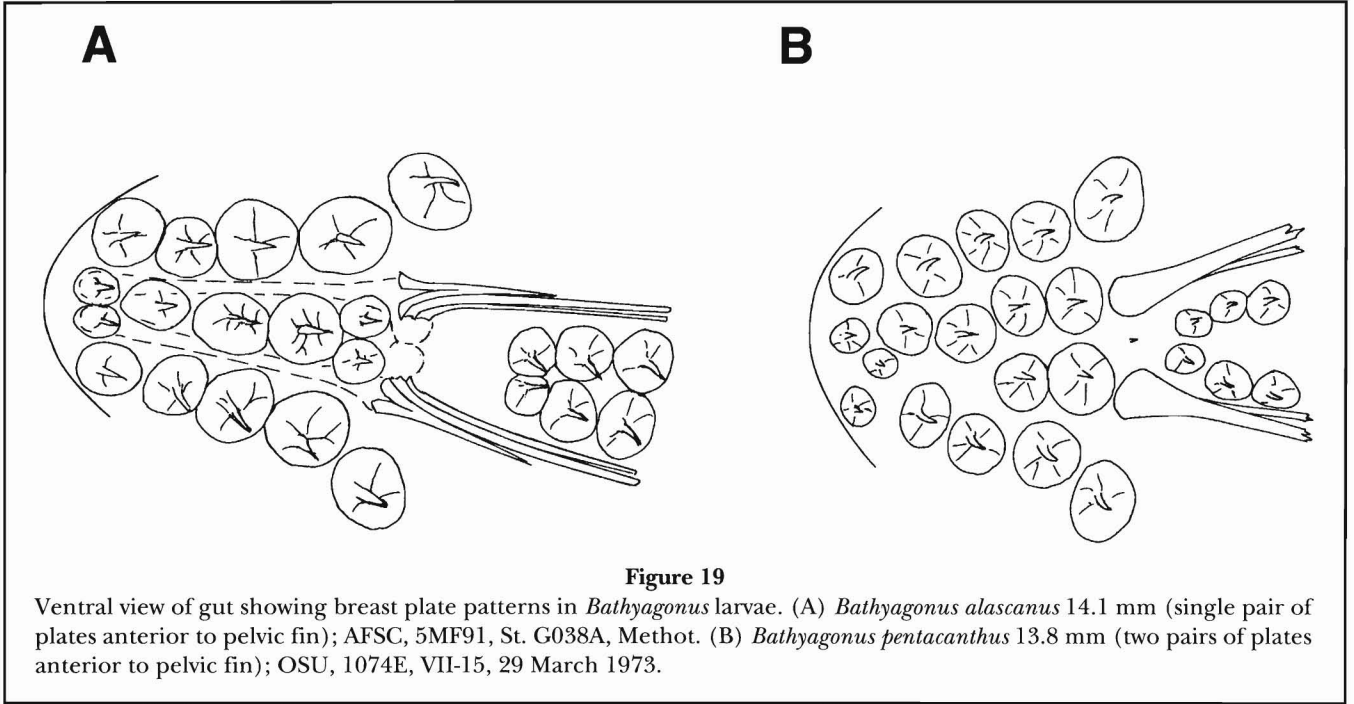 A
B
Figure 19
Ventral view of gut showing breast plate patterns in Bathyagonus larvae. (A) Bathyagonus alascanus 14.1 mm (single pair of
plates anterior to pelvic fin); AFSC, 5MF91, St. G038A, Methot. (B) Bathyagonus pentacanthus 13.8 mm (two pairs of plates
anterior to pelvic fin); OSU, 1074E, VII-15, 29 March 1973.